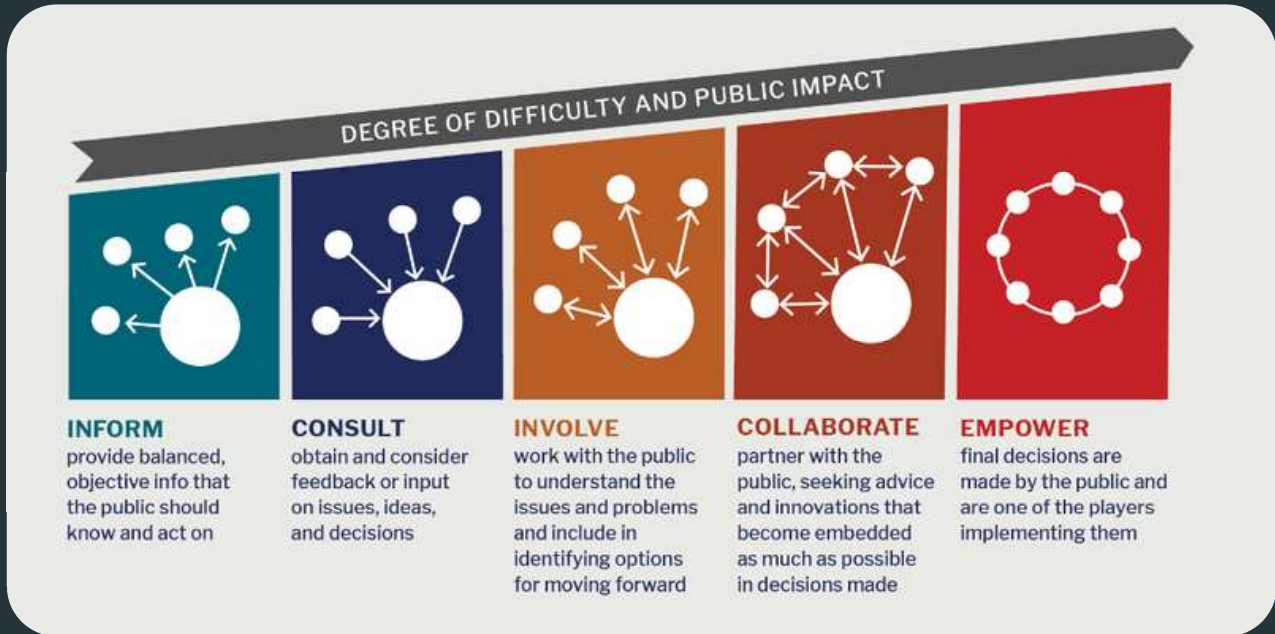 DEGREE OF DIFFICULTY AND PUBLIC IMPACT
INFORM
provide balanced,
objective info that
the public should
know and act on
CONSULT
obtain and consider
feedback or input
on issues, ideas,
and decisions
INVOLVE
work with the public
to understand the
issues and problems
and include in
identifying options
for moving forward
COLLABORATE
partner with the
public, seeking advice
and innovations that
become embedded
as much as possible
in decisions made
EMPOWER
final decisions are
made by the public and
are one of the players
implementing them